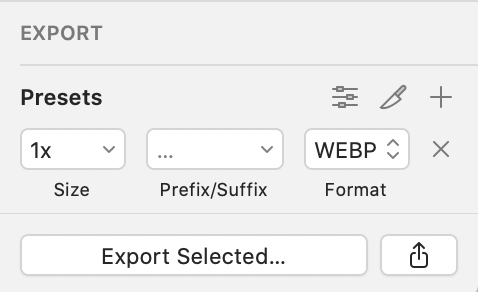 EXPORT
Presets
1x ... WEBP
Size Prefix/Suffix Format
Export Selected...